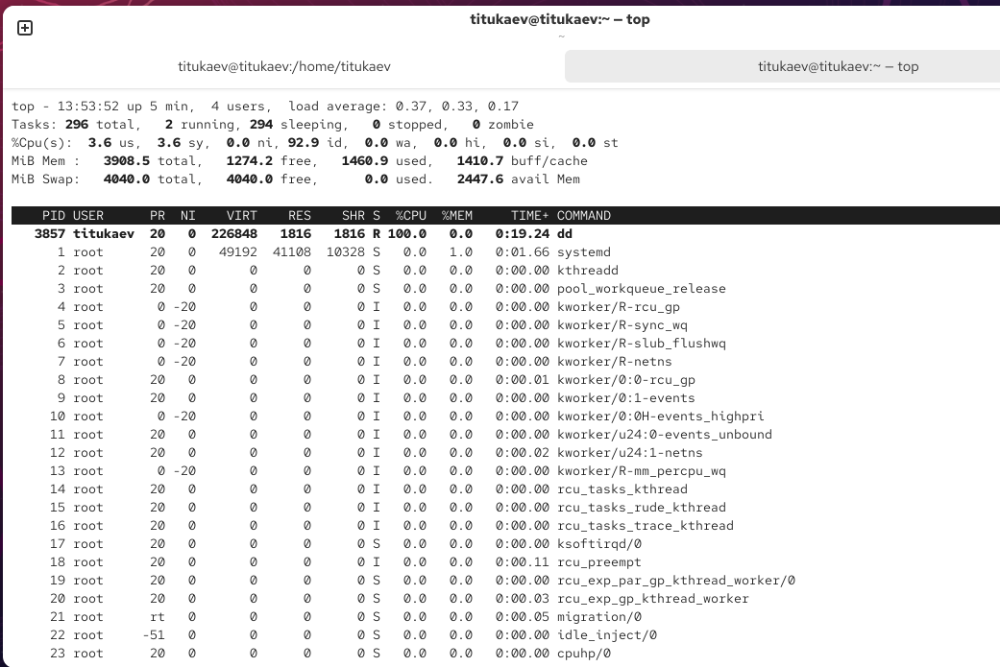 titukaev@titukaev:~ — top
~
titukaev@titukaev:/home/titukaev
titukaev@titukaev:~ — top
top - 13:53:52 up 5 min,  4 users,  load average: 0.37, 0.33, 0.17
Tasks: 296 total,   2 running, 294 sleeping,   0 stopped,   0 zombie
%Cpu(s):  3.6 us,  3.6 sy,  0.0 ni, 92.9 id,  0.0 wa,  0.0 hi,  0.0 si,  0.0 st
MiB Mem :   3908.5 total,   1274.2 free,   1460.9 used,   1410.7 buff/cache
MiB Swap:   4040.0 total,   4040.0 free,      0.0 used.   2447.6 avail Mem
PID USER      PR  NI    VIRT    RES    SHR S  %CPU  %MEM     TIME+ COMMAND
3857 titukaev  20   0  226848   1816   1816 R 100.0   0.0   0:19.24 dd
1 root      20   0   49192  41108  10328 S   0.0   1.0   0:01.66 systemd
2 root      20   0       0      0      0 S   0.0   0.0   0:00.00 kthreadd
3 root      20   0       0      0      0 S   0.0   0.0   0:00.00 pool_workqueue_release
4 root       0 -20       0      0      0 I   0.0   0.0   0:00.00 kworker/R-rcu_gp
5 root       0 -20       0      0      0 I   0.0   0.0   0:00.00 kworker/R-sync_wq
6 root       0 -20       0      0      0 I   0.0   0.0   0:00.00 kworker/R-slub_flushwq
7 root       0 -20       0      0      0 I   0.0   0.0   0:00.00 kworker/R-netns
8 root      20   0       0      0      0 I   0.0   0.0   0:00.01 kworker/0:0-rcu_gp
9 root      20   0       0      0      0 I   0.0   0.0   0:00.00 kworker/0:1-events
10 root       0 -20       0      0      0 I   0.0   0.0   0:00.00 kworker/0:0H-events_highpri
11 root      20   0       0      0      0 I   0.0   0.0   0:00.00 kworker/u24:0-events_unbound
12 root      20   0       0      0      0 I   0.0   0.0   0:00.02 kworker/u24:1-netns
13 root       0 -20       0      0      0 I   0.0   0.0   0:00.00 kworker/R-mm_percpu_wq
14 root      20   0       0      0      0 I   0.0   0.0   0:00.00 rcu_tasks_kthread
15 root      20   0       0      0      0 I   0.0   0.0   0:00.00 rcu_tasks_rude_kthread
16 root      20   0       0      0      0 I   0.0   0.0   0:00.00 rcu_tasks_trace_kthread
17 root      20   0       0      0      0 S   0.0   0.0   0:00.00 ksoftirqd/0
18 root      20   0       0      0      0 I   0.0   0.0   0:00.11 rcu_preempt
19 root      20   0       0      0      0 S   0.0   0.0   0:00.00 rcu_exp_par_gp_kthread_worker/0
20 root      20   0       0      0      0 S   0.0   0.0   0:00.03 rcu_exp_gp_kthread_worker
21 root      rt   0       0      0      0 S   0.0   0.0   0:00.05 migration/0
22 root     -51   0       0      0      0 S   0.0   0.0   0:00.00 idle_inject/0
23 root      20   0       0      0      0 S   0.0   0.0   0:00.00 cpuhp/0